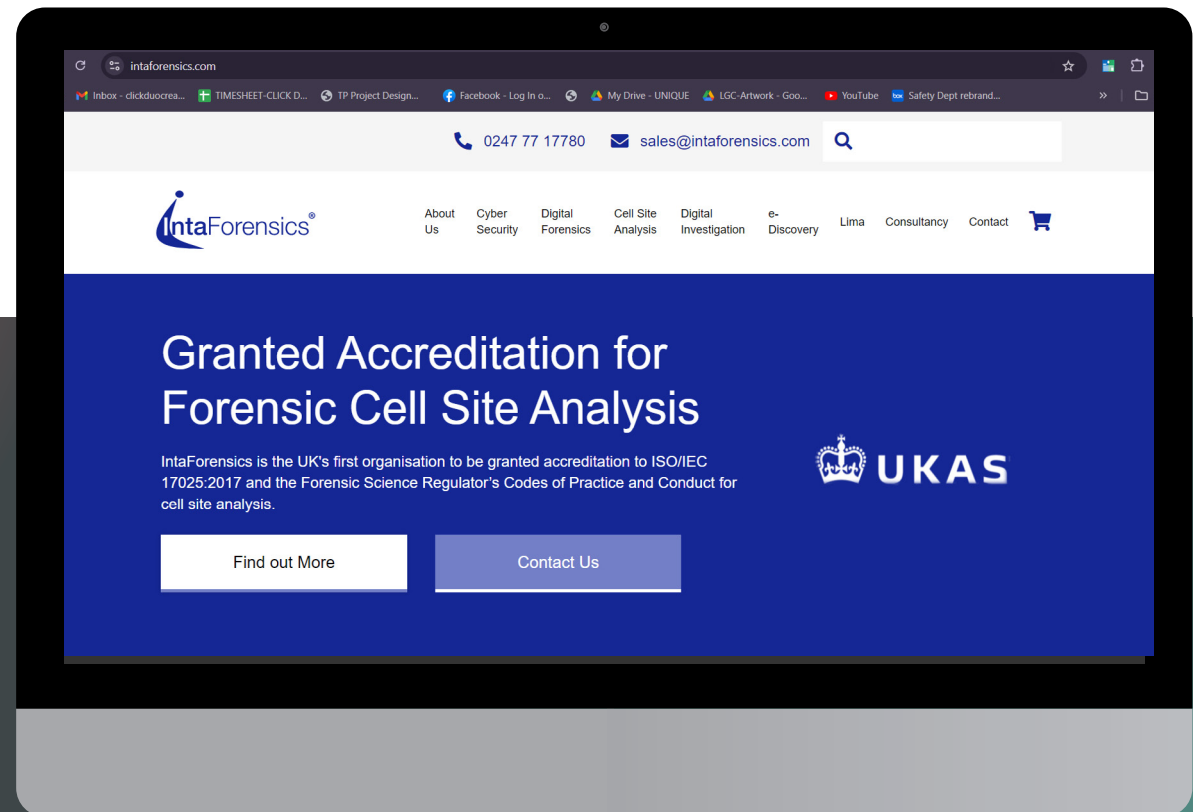 intaforensics.com
Inbox - clickduocrea... TIMESHEET-CLICK D... TP Project Design... Facebook - Log In o... My Drive - UNIQUE LGC-Artwork - Goo... YouTube box Safety Dept rebrand... »
0247 77 17780 sales@intaforensics.com
IntaForensics®
About Us
Cyber Security
Digital Forensics
Cell Site Analysis
Digital Investigation
e-Discovery
Lima
Consultancy
Contact
Granted Accreditation for
Forensic Cell Site Analysis
IntaForensics is the UK's first organisation to be granted accreditation to ISO/IEC
17025:2017 and the Forensic Science Regulator's Codes of Practice and Conduct for
cell site analysis.
UKAS
Find out More
Contact Us